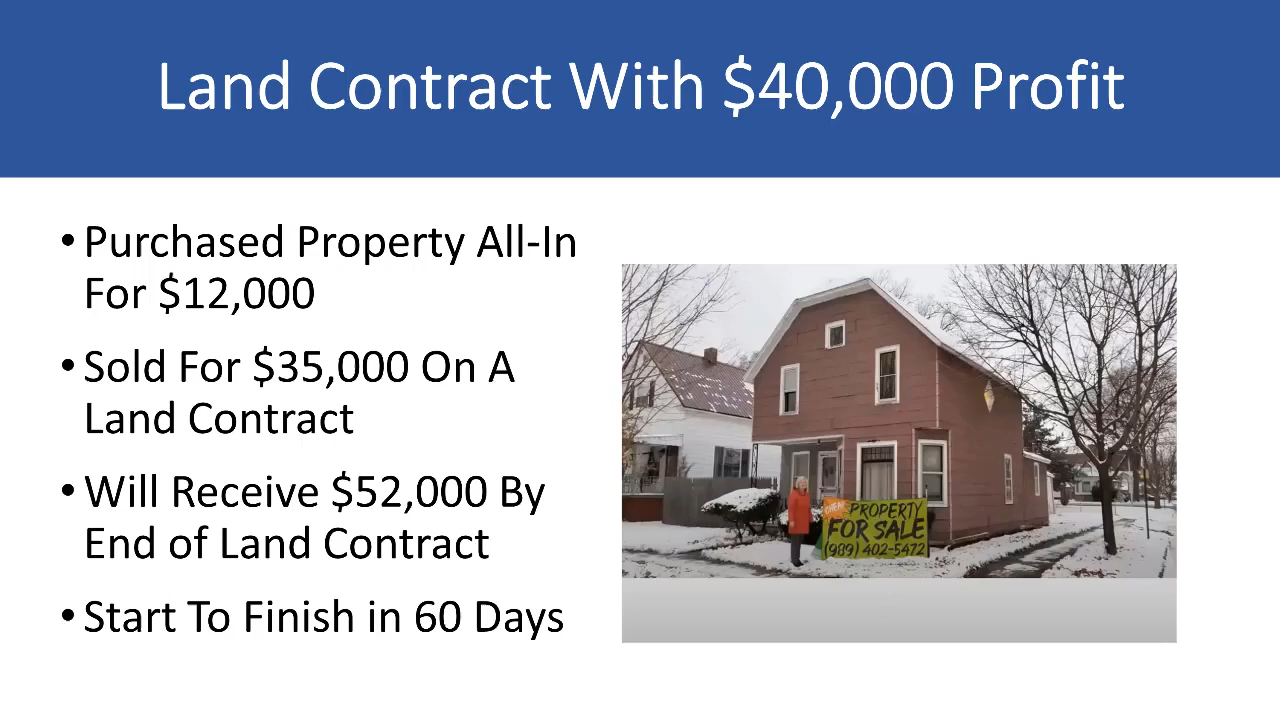 Land Contract With $40,000 Profit
• Purchased Property All-In
For $12,000
• Sold For $35,000 On A
Land Contract
• Will Receive $52,000 By
End of Land Contract
• Start To Finish in 60 Days
PROPERTY
FOR SALE
(989) 402-5472